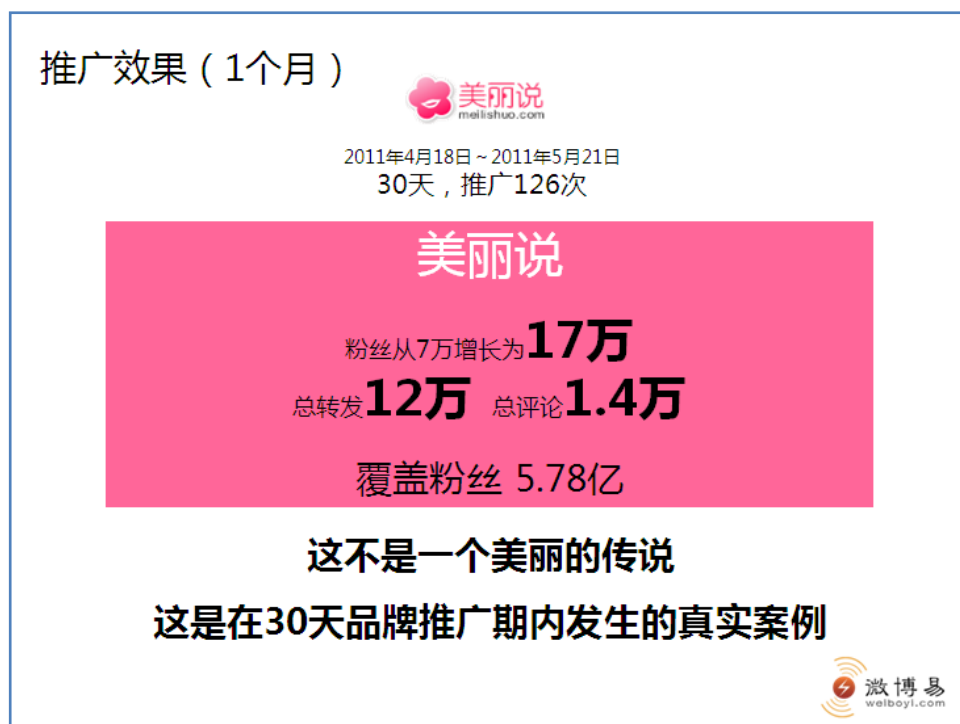 推广效果（1个月）
美丽说
meilishuo.com
2011年4月18日～2011年5月21日
30天，推广126次
美丽说
粉丝从7万增长为17万
总转发12万 总评论1.4万
覆盖粉丝 5.78亿
这不是一个美丽的传说
这是在30天品牌推广期内发生的真实案例
微博易
weiboyi.com